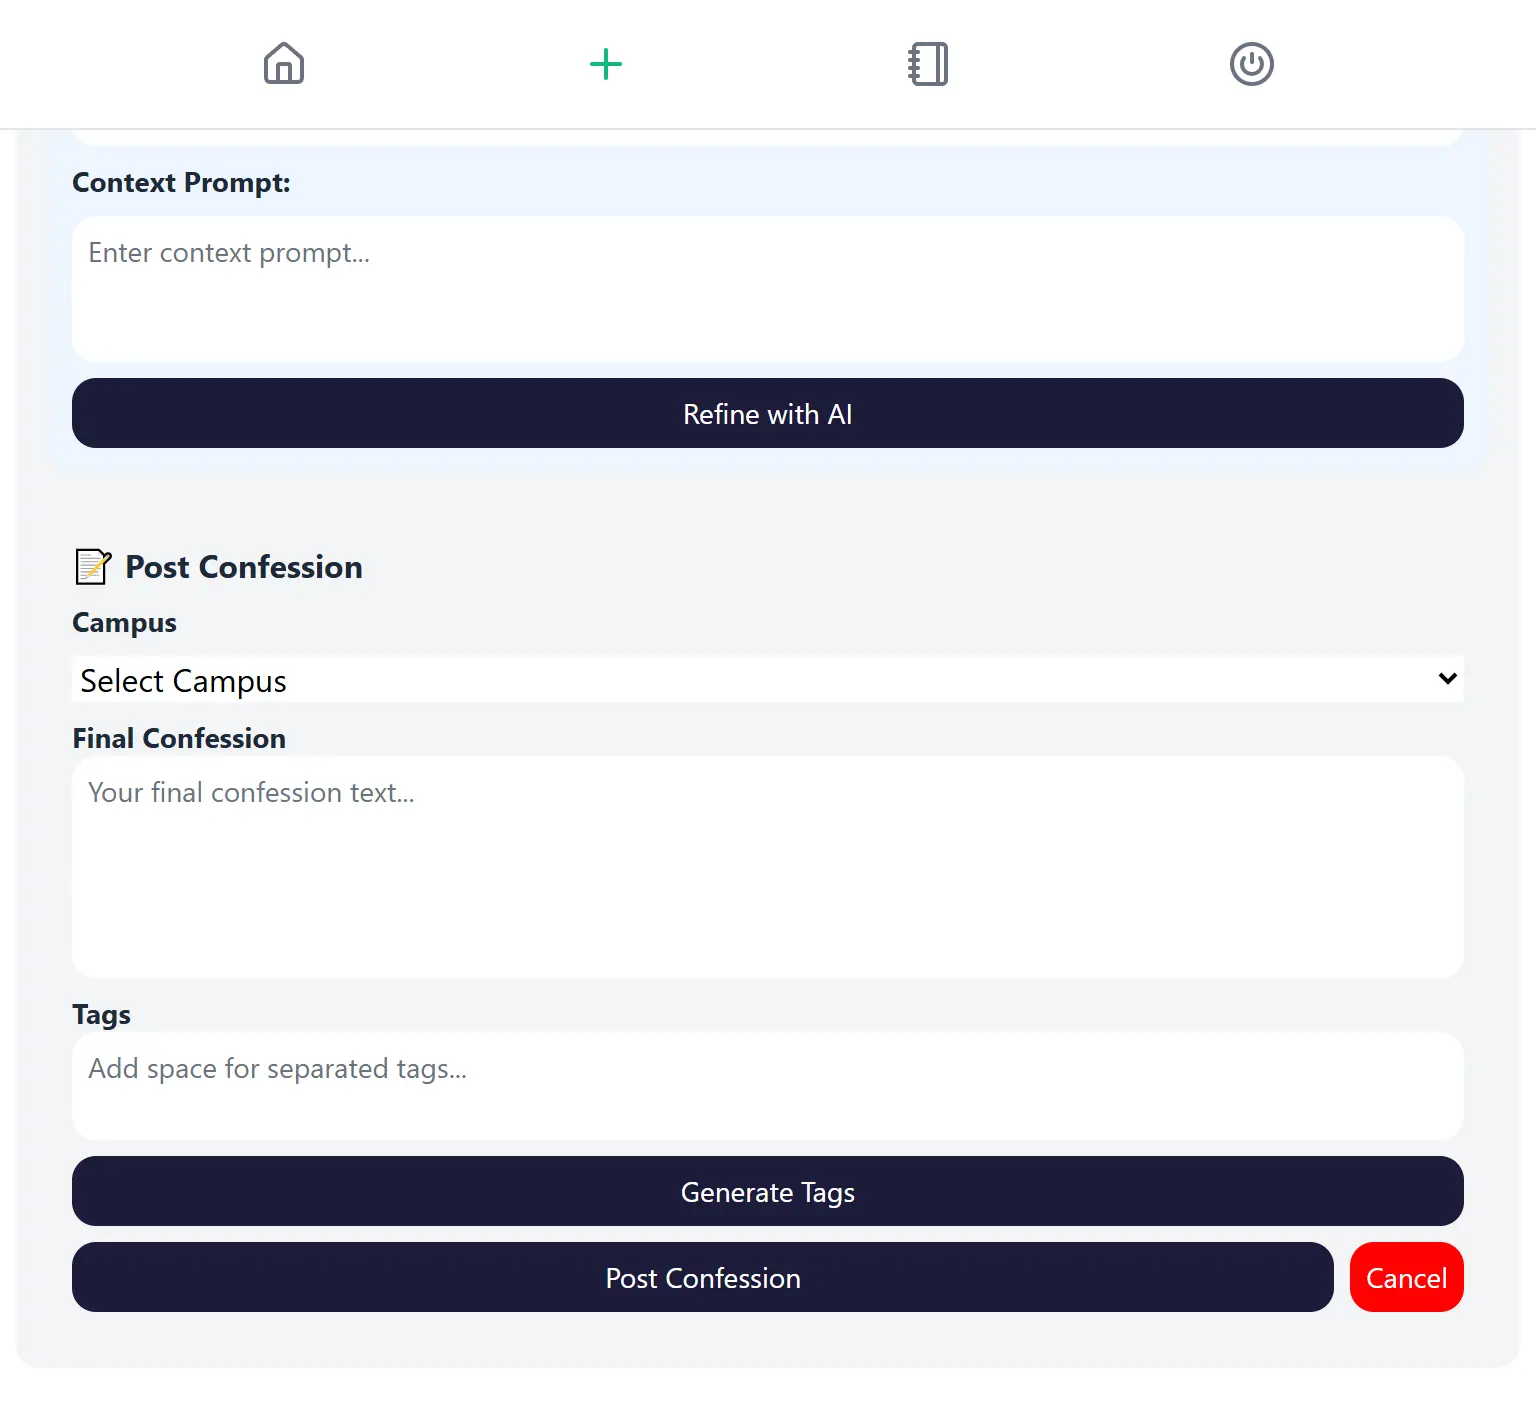 Context Prompt:
Enter context prompt...
Refine with AI
Post Confession
Campus
Select Campus
Final Confession
Your final confession text...
Tags
Add space for separated tags...
Generate Tags
Post Confession
Cancel